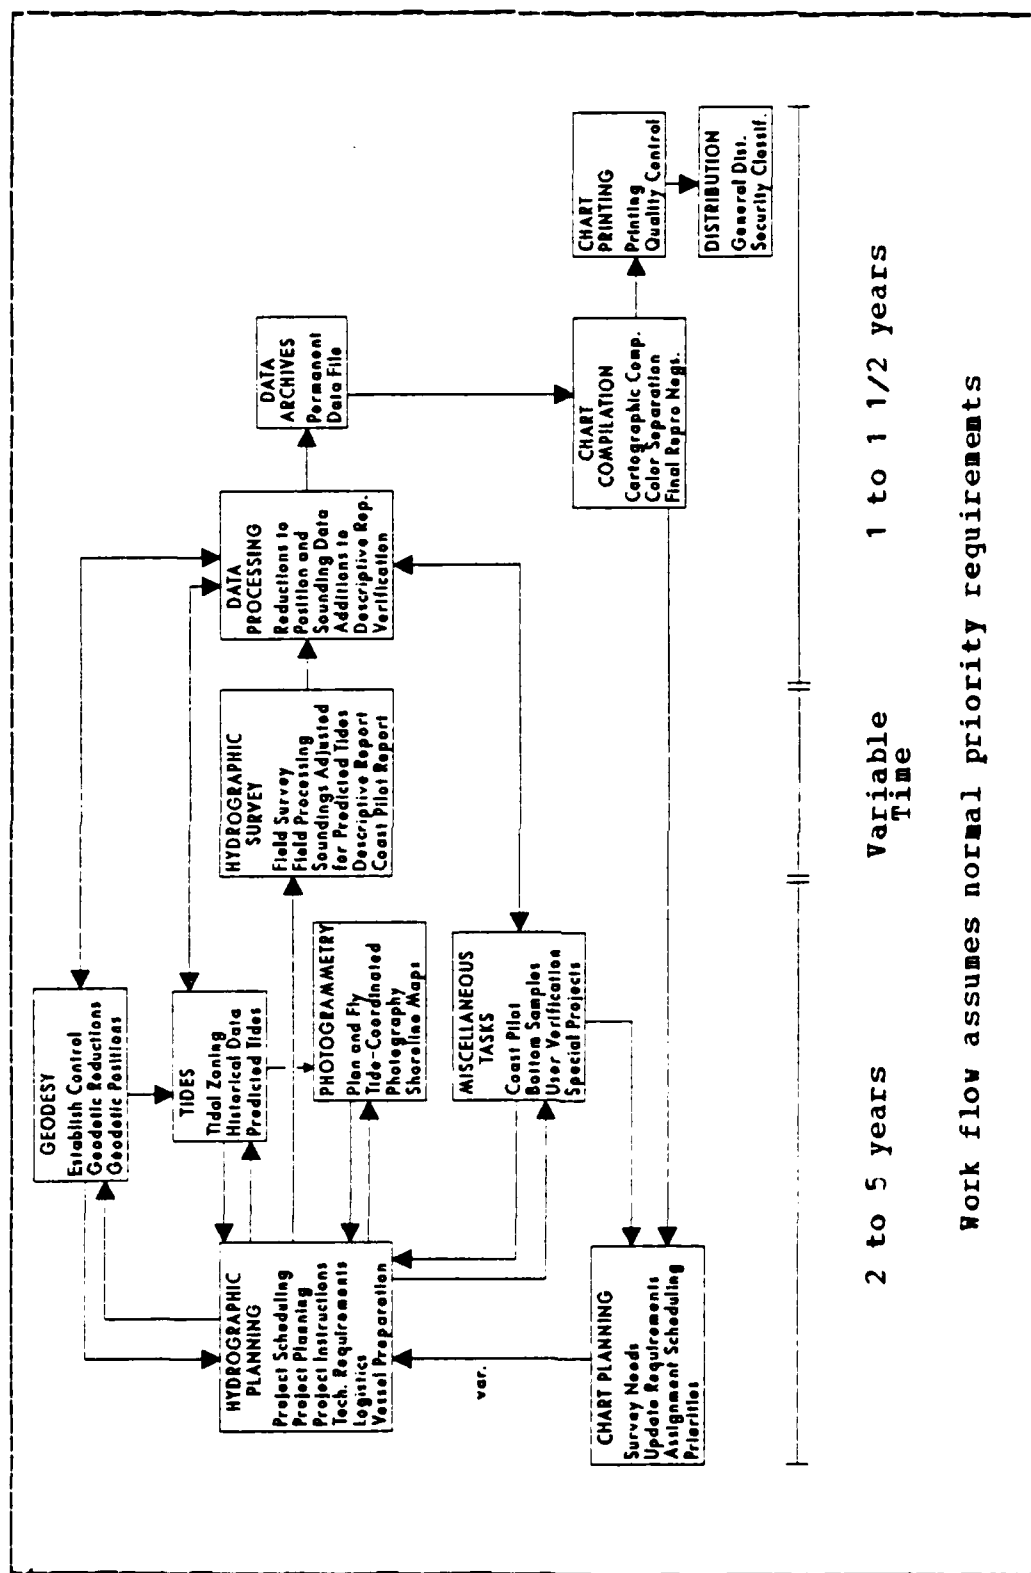 GEODESY
Establish Control
Geodetic Reductions
Geodetic Positions
TIDES
Tidal Zoning
Historical Data
Predicted Tides
HYDROGRAPHIC
PLANNING
Project Scheduling
Project Planning
Project Instructions
Tech. Requirements
Logistics
Vessel Preparation
PHOTOGRAMMETRY
Plan and Fly
Tide-Coordinated
Photography
Shoreline Maps
HYDROGRAPHIC
SURVEY
Field Survey
Field Processing
Soundings Adjusted
for Predicted Tides
Descriptive Report
Coast Pilot Report
DATA
PROCESSING
Reductions to
Position and
Sounding Data
Additions to
Descriptive Rep.
Verification
DATA
ARCHIVES
Permanent
Data File
MISCELLANEOUS
TASKS
Coast Pilot
Bottom Samples
User Verification
Special Projects
var.
CHART PLANNING
Survey Needs
Update Requirements
Assignment Scheduling
Priorities
CHART
COMPILATION
Cartographic Comp.
Color Separation
Final Repro Negs.
CHART
PRINTING
Printing
Quality Control
DISTRIBUTION
General Dist.
Security Classif.
2 to 5 years
Variable
Time
1 to 1 1/2 years
Work flow assumes normal priority requirements